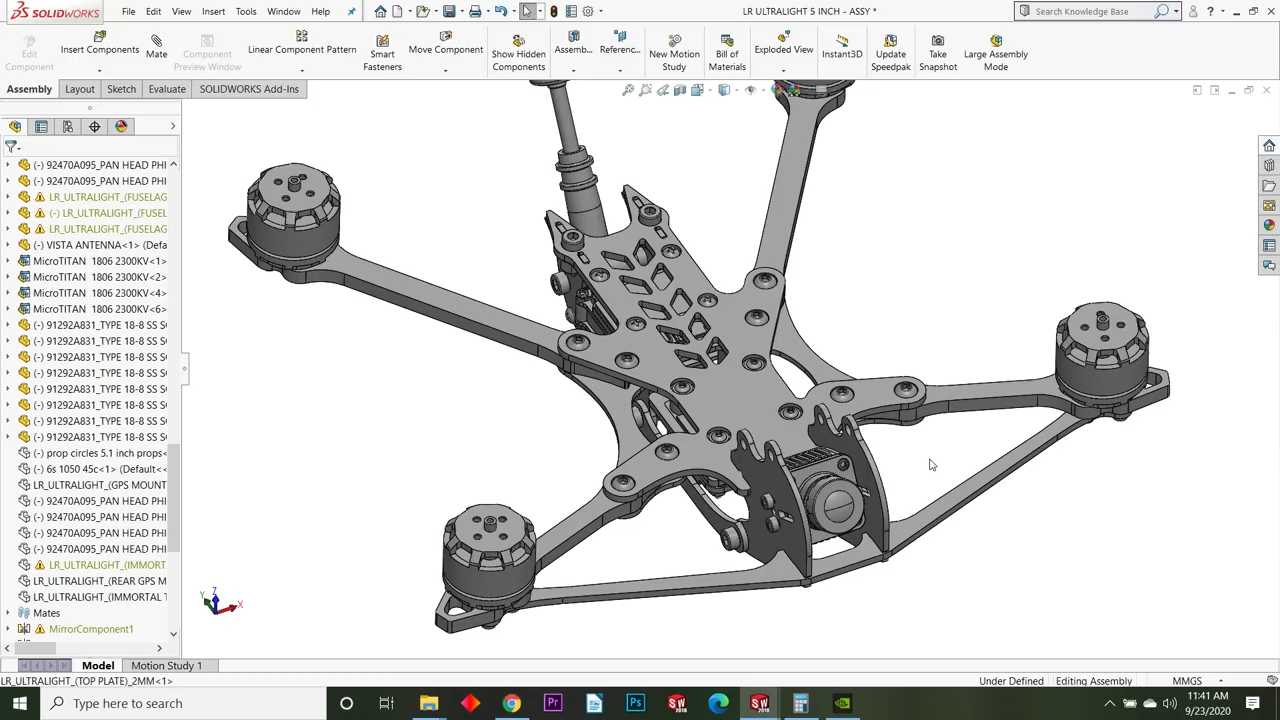 SOLIDWORKS
File Edit View Insert Tools Window Help
LR ULTRALIGHT 5 INCH - ASSY *
Search Knowledge Base
Edit Component
Insert Components
Mate
Component Preview Window
Linear Component Pattern
Smart Fasteners
Move Component
Show Hidden Components
Assemb...
Referenc...
New Motion Study
Bill of Materials
Exploded View
Instant3D
Update Speedpak
Take Snapshot
Large Assembly Mode
Assembly Layout Sketch Evaluate SOLIDWORKS Add-Ins
(-) 92470A095_PAN HEAD PHI
(-) 92470A095_PAN HEAD PHI
LR_ULTRALIGHT_(FUSELAG
(-) LR_ULTRALIGHT_(FUSEL
LR_ULTRALIGHT_(FUSELAG
(-) VISTA ANTENNA<1> (Defa
MicroTITAN 1806 2300KV<1>
MicroTITAN 1806 2300KV<2>
MicroTITAN 1806 2300KV<4>
MicroTITAN 1806 2300KV<6>
(-) 91292A831_TYPE 18-8 SS S
(-) 91292A831_TYPE 18-8 SS S
(-) 91292A831_TYPE 18-8 SS S
(-) 91292A831_TYPE 18-8 SS S
(-) 91292A831_TYPE 18-8 SS S
(-) 91292A831_TYPE 18-8 SS S
(-) 91292A831_TYPE 18-8 SS S
(-) 91292A831_TYPE 18-8 SS S
(-) prop circles 5.1 inch props<
(-) 6s 1050 45c<1> (Default<<
LR_ULTRALIGHT_(GPS MOUNT
(-) 92470A095_PAN HEAD PHI
(-) 92470A095_PAN HEAD PHI
(-) 92470A095_PAN HEAD PHI
(-) 92470A095_PAN HEAD PHI
LR_ULTRALIGHT_(IMMORT
LR_ULTRALIGHT_(REAR GPS M
LR_ULTRALIGHT_(IMMORTAL T
Mates
MirrorComponent1
Z
Y
X
Model Motion Study 1
LR_ULTRALIGHT_(TOP PLATE)_2MM<1>
Under Defined Editing Assembly MMGS
Type here to search
11:41 AM
9/23/2020